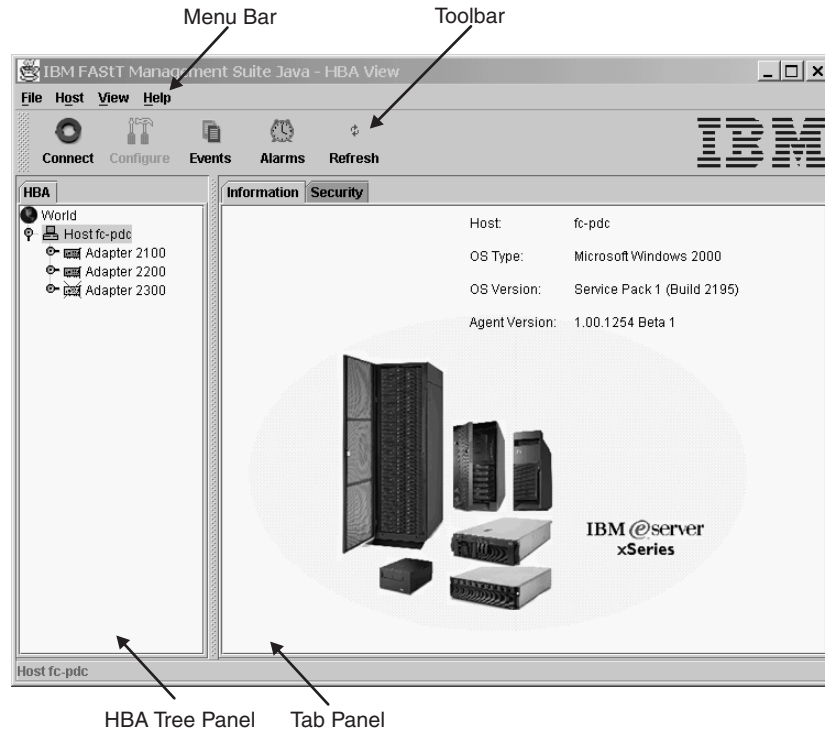 Menu Bar
Toolbar
IBM FAStT Management Suite Java - HBA View
File Host View Help
Connect Configure Events Alarms Refresh
IBM
HBA
Information Security
World
Host fc-pdc
Adapter 2100
Adapter 2200
Adapter 2300
Host: fc-pdc
OS Type: Microsoft Windows 2000
OS Version: Service Pack 1 (Build 2195)
Agent Version: 1.00.1254 Beta 1
IBM @server
xSeries
Host fc-pdc
HBA Tree Panel
Tab Panel